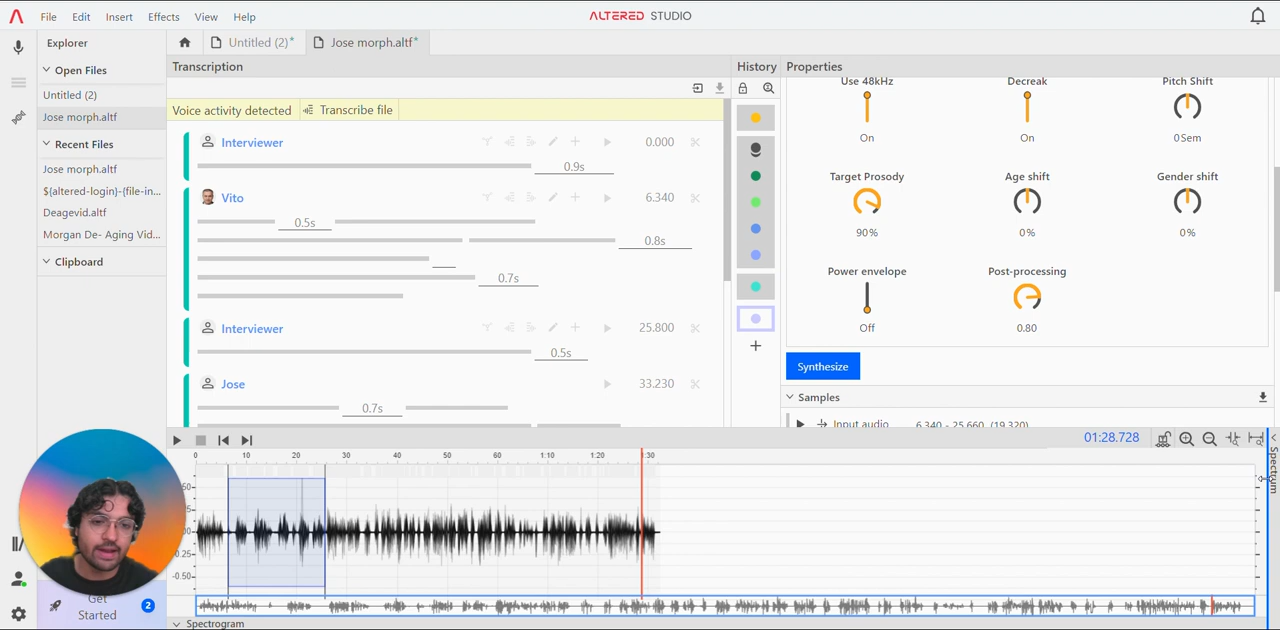 File Edit Insert Effects View Help
ALTERED STUDIO
Explorer
Untitled (2)*
Jose morph.altf*
Open Files
Untitled (2)
Jose morph.altf
Recent Files
Jose morph.altf
${altered-login}-{file-in...
Deagevid.altf
Morgan De- Aging Vid...
Clipboard
Get
Started
2
Transcription
Voice activity detected
Transcribe file
Interviewer
0.000
0.9s
Vito
6.340
0.5s
0.8s
0.7s
Interviewer
25.800
0.5s
Jose
33.230
0.7s
History
Properties
Use 48kHz
Decreak
Pitch Shift
On
On
0Sem
Target Prosody
Age shift
Gender shift
90%
0%
0%
Power envelope
Post-processing
Off
0.80
Synthesize
Samples
Input audio
6.340 - 25.660 (19.320)
01:28.728
0 10 20 30 40 50 1:00 1:10 1:20 1:30
0.25
-0.50
Spectrum
Spectrogram